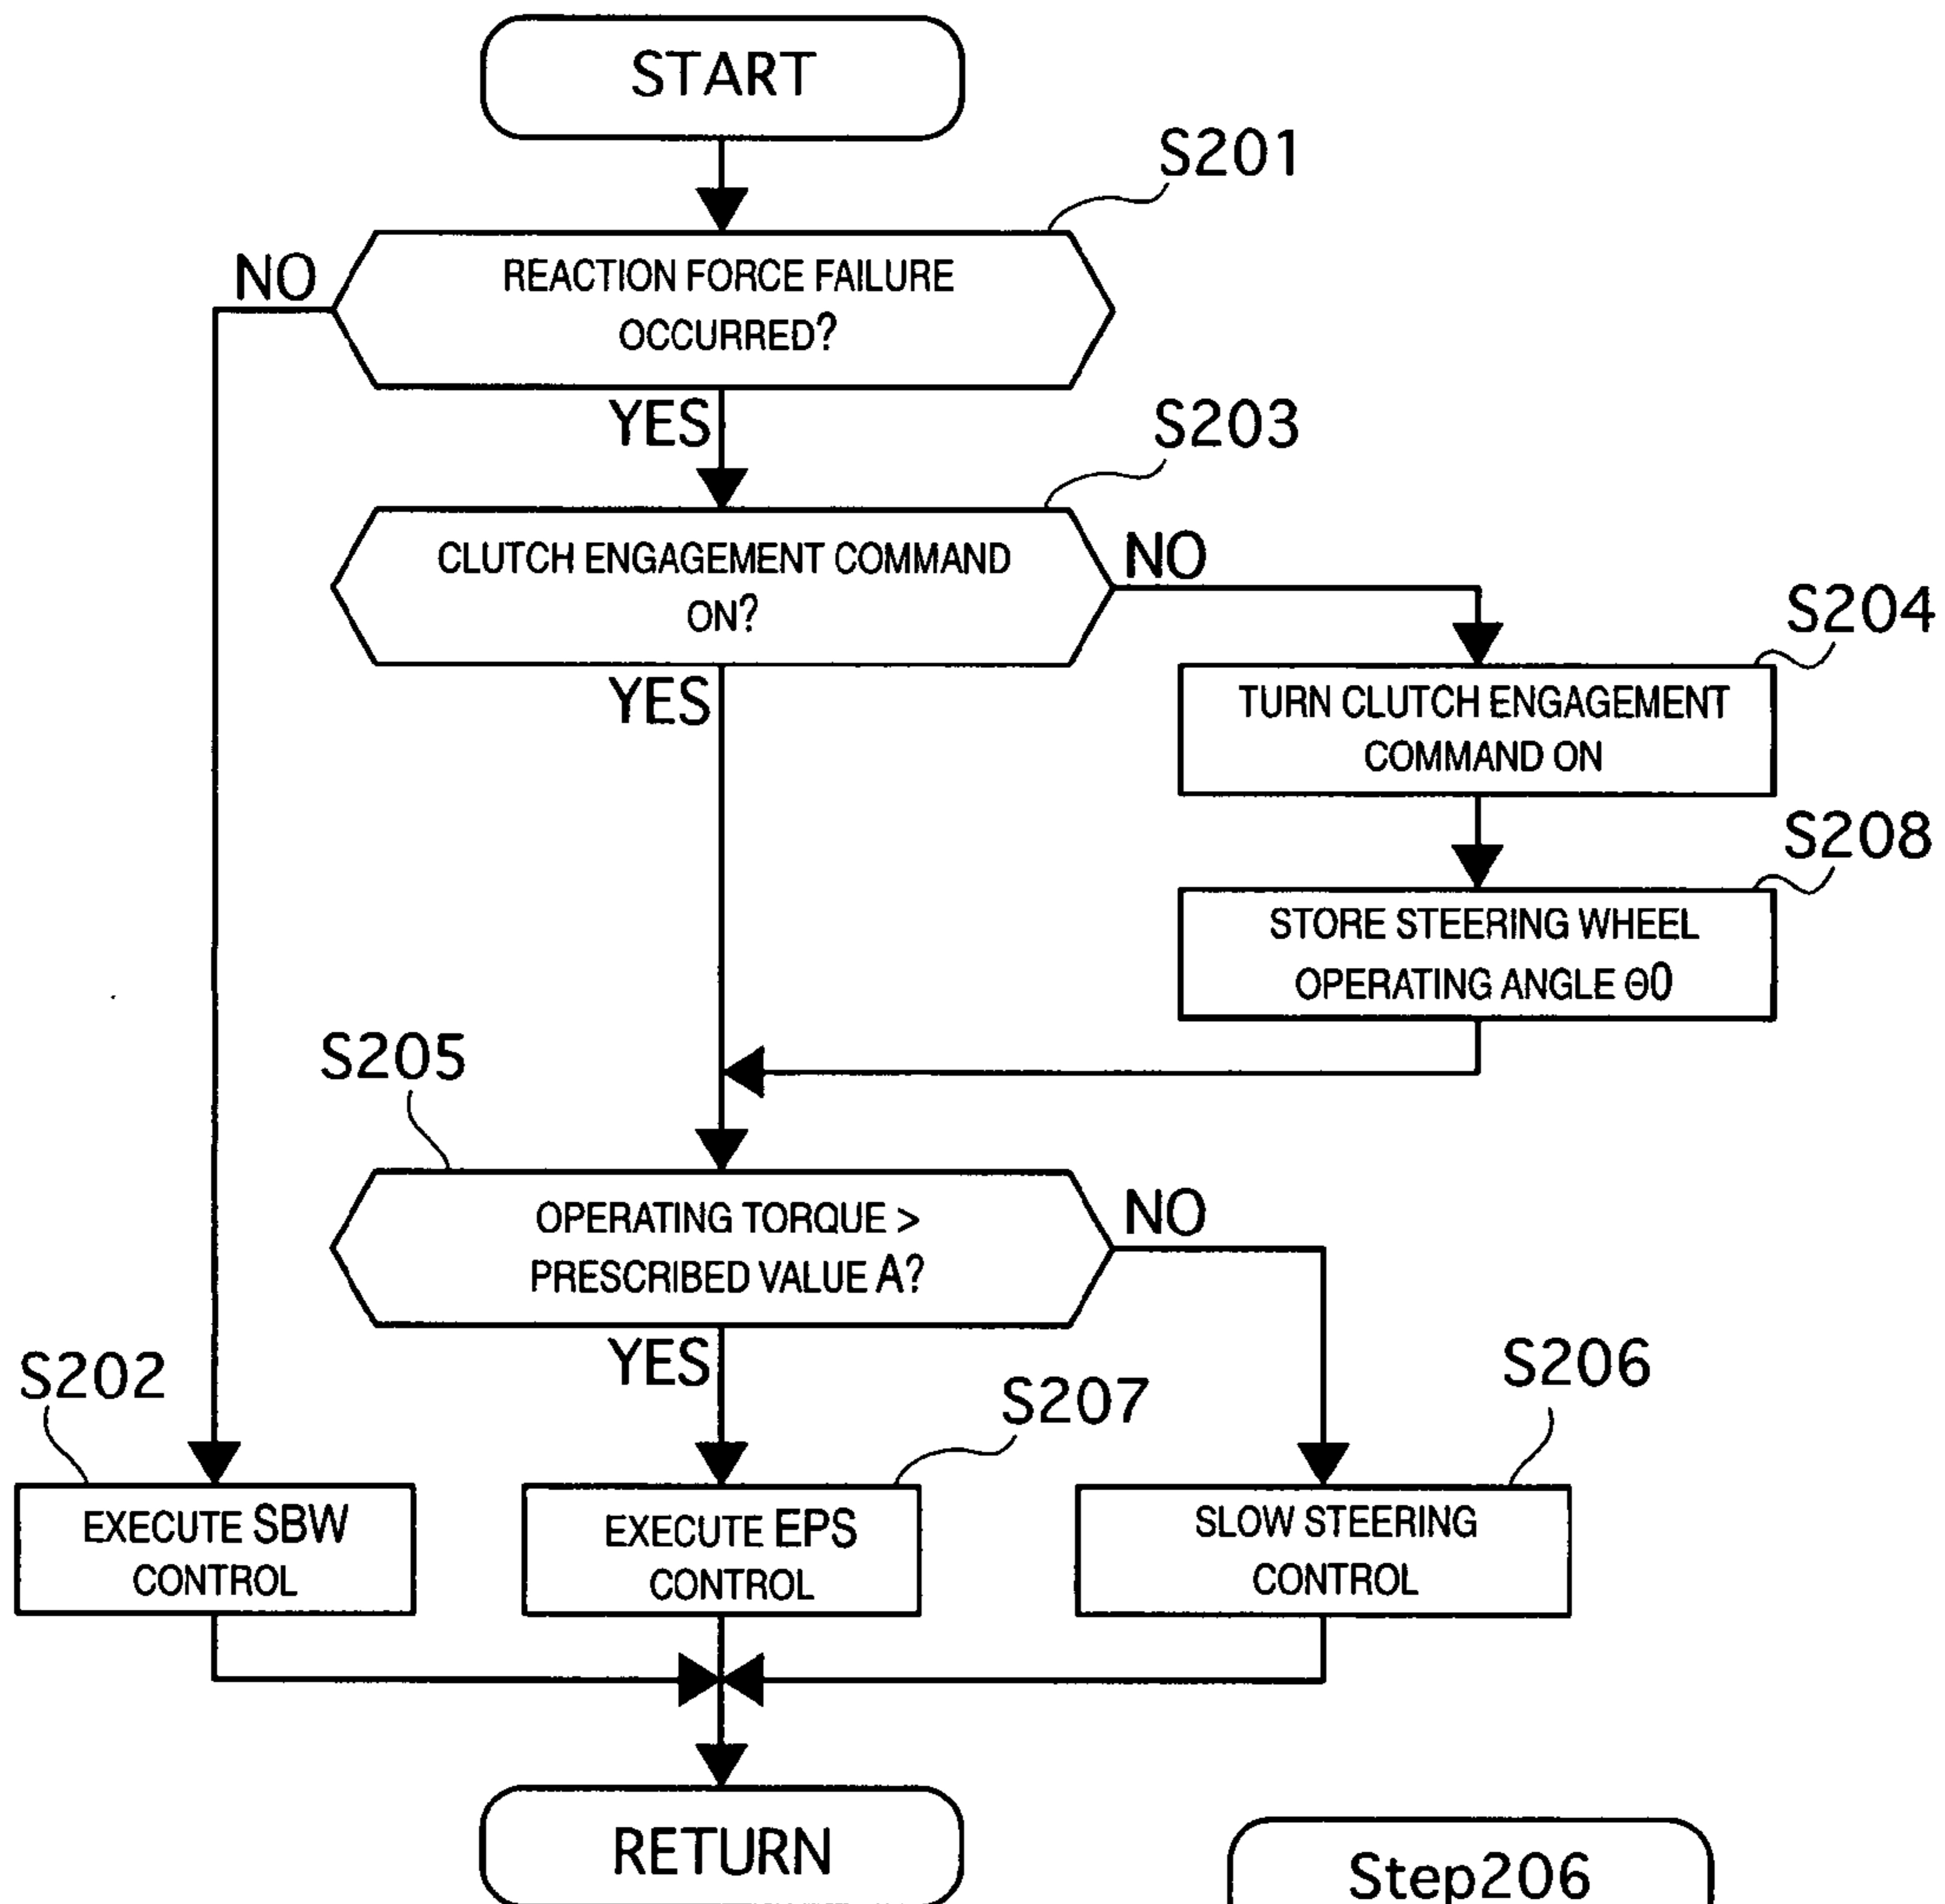 START
S201
NO
REACTION FORCE FAILURE
OCCURRED?
YES
S203
CLUTCH ENGAGEMENT COMMAND
ON?
NO
S204
YES
TURN CLUTCH ENGAGEMENT
COMMAND ON
S208
STORE STEERING WHEEL
OPERATING ANGLE Θ0
S205
OPERATING TORQUE >
PRESCRIBED VALUE A?
NO
YES
S202
S207
S206
EXECUTE SBW
CONTROL
EXECUTE EPS
CONTROL
SLOW STEERING
CONTROL
RETURN
Step206